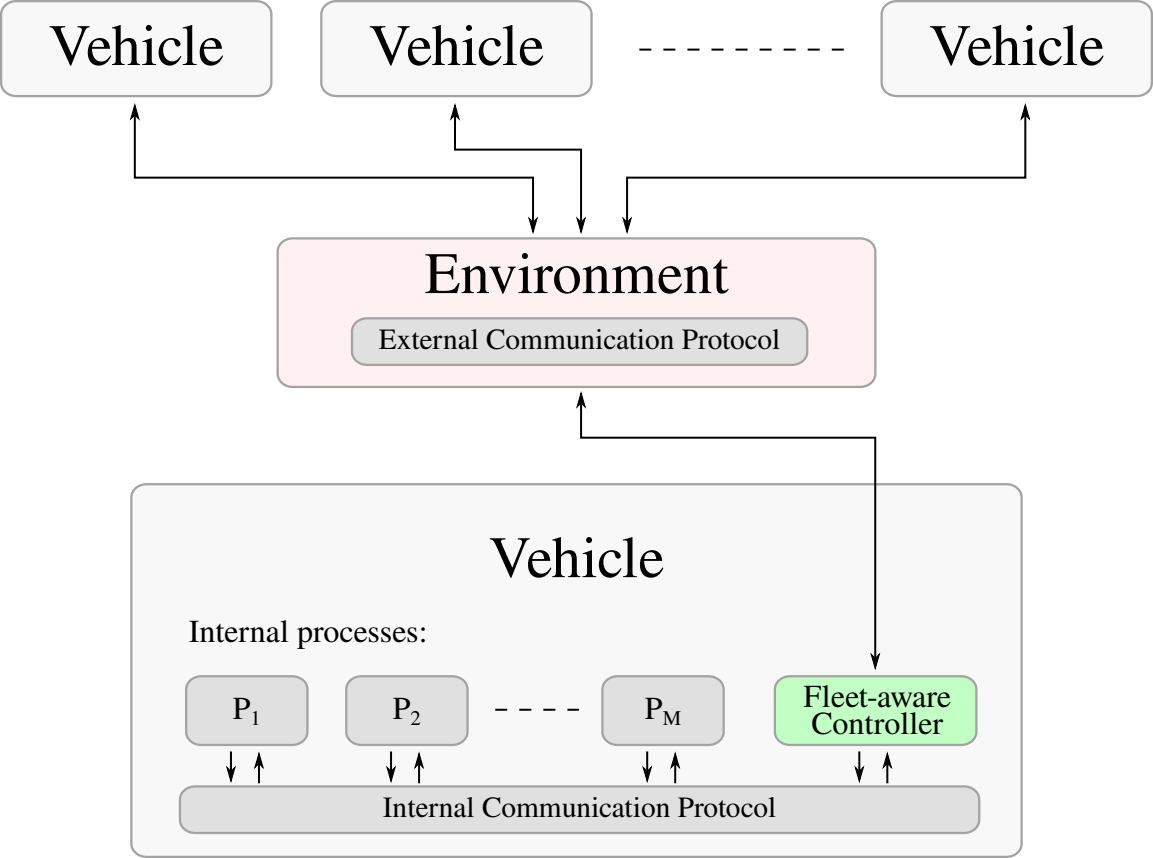 Vehicle
Vehicle
Vehicle
Environment
External Communication Protocol
Vehicle
Internal processes:
P1
P2
PM
Fleet-aware
Controller
Internal Communication Protocol